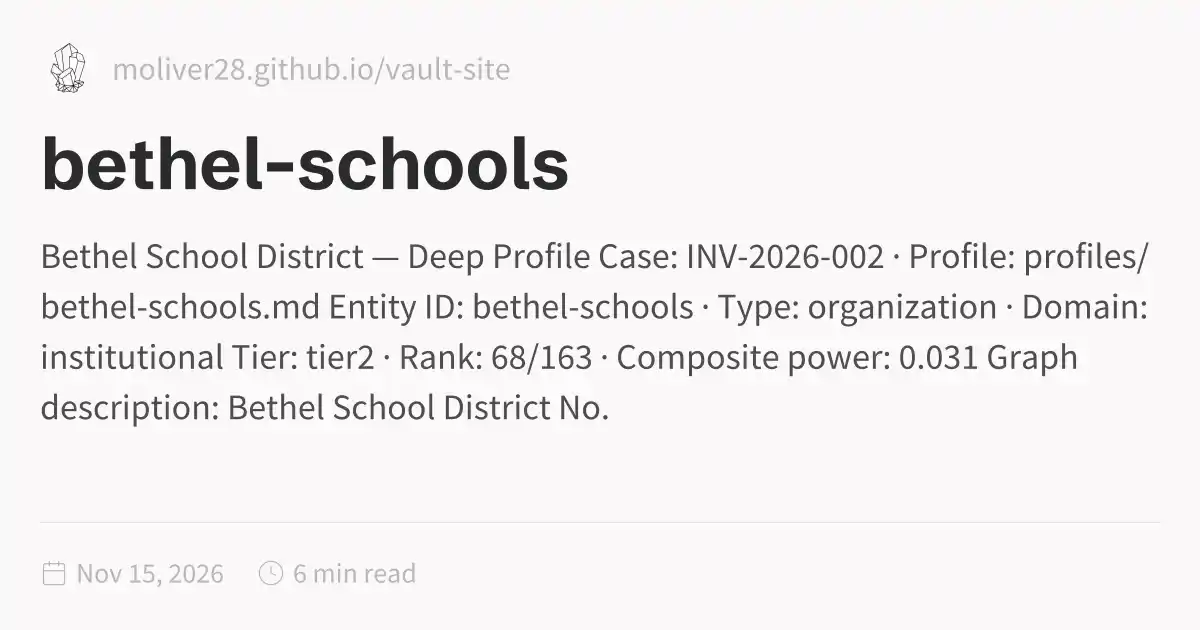 moliver28.github.io/vault-site
bethel-schools
Bethel School District — Deep Profile Case: INV-2026-002 · Profile: profiles/
bethel-schools.md Entity ID: bethel-schools · Type: organization · Domain:
institutional Tier: tier2 · Rank: 68/163 · Composite power: 0.031 Graph
description: Bethel School District No.
Nov 15, 2026 6 min read